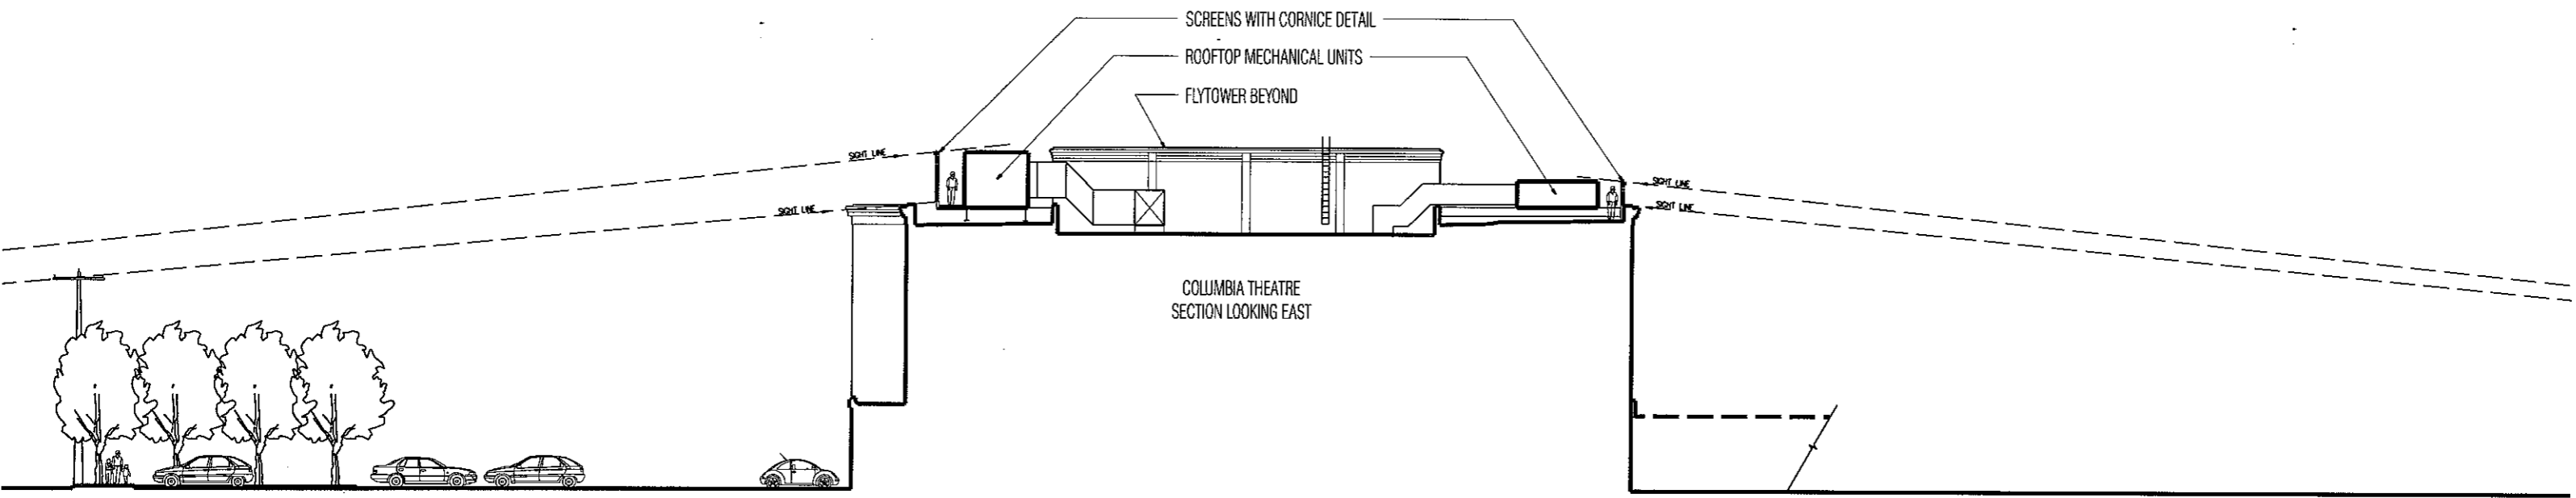 SCREENS WITH CORNICE DETAIL
ROOFTOP MECHANICAL UNITS
FLYTOWER BEYOND
SIGHT LINE
SIGHT LINE
SIGHT LINE
SIGHT LINE
COLUMBIA THEATRE
SECTION LOOKING EAST